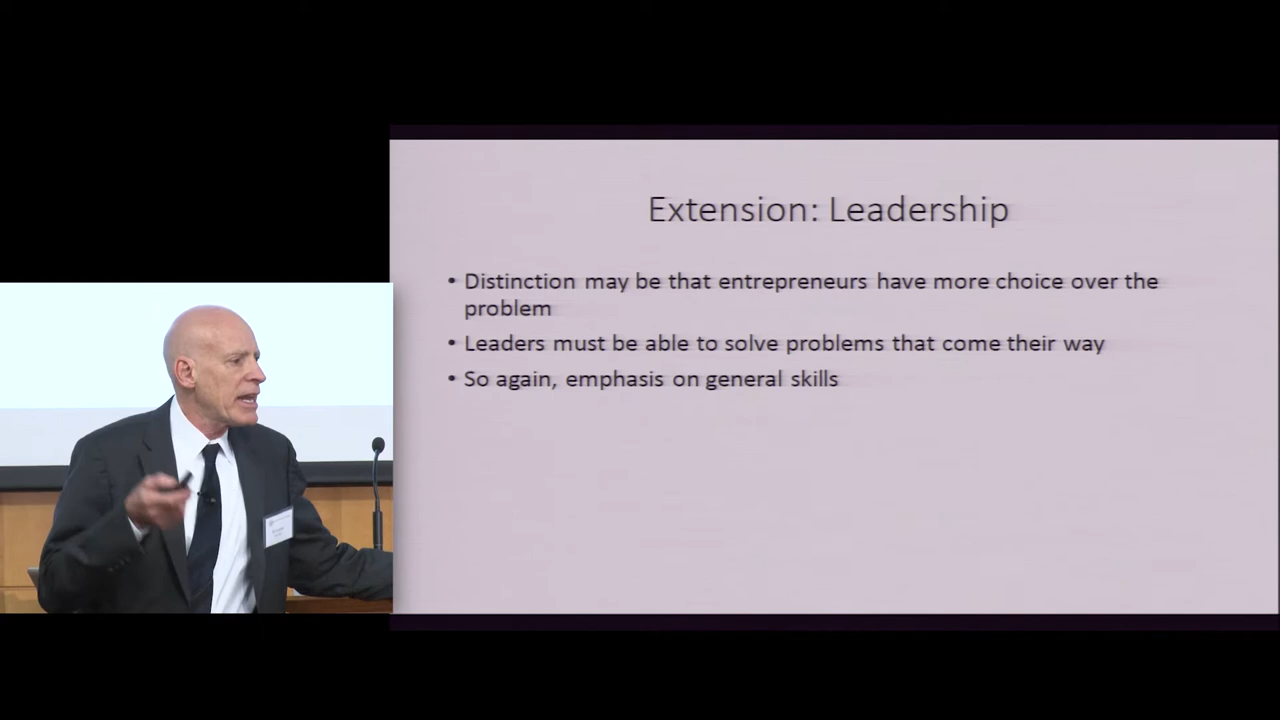 Extension: Leadership
• Distinction may be that entrepreneurs have more choice over the
problem
• Leaders must be able to solve problems that come their way
• So again, emphasis on general skills